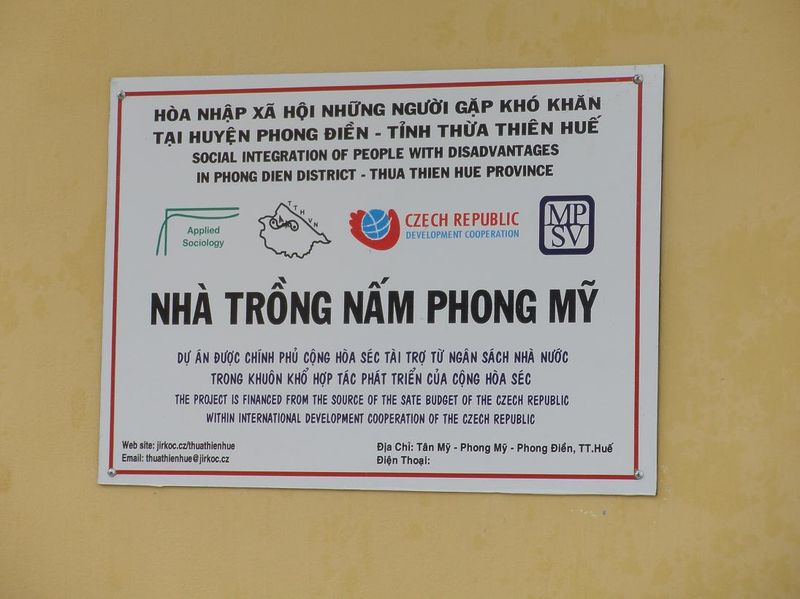 HÒA NHẬP XÃ HỘI NHỮNG NGƯỜI GẶP KHÓ KHĂN
TẠI HUYỆN PHONG ĐIỀN - TỈNH THỪA THIÊN HUẾ
SOCIAL INTEGRATION OF PEOPLE WITH DISADVANTAGES
IN PHONG DIEN DISTRICT - THUA THIEN HUE PROVINCE
Applied
Sociology
TTHVN
CZECH REPUBLIC
DEVELOPMENT COOPERATION
MP
SV
NHÀ TRỒNG NẤM PHONG MỸ
DỰ ÁN ĐƯỢC CHÍNH PHỦ CỘNG HÒA SÉC TÀI TRỢ TỪ NGÂN SÁCH NHÀ NƯỚC
TRONG KHUÔN KHỔ HỢP TÁC PHÁT TRIỂN CỦA CỘNG HÒA SÉC
THE PROJECT IS FINANCED FROM THE SOURCE OF THE SATE BUDGET OF THE CZECH REPUBLIC
WITHIN INTERNATIONAL DEVELOPMENT COOPERATION OF THE CZECH REPUBLIC
Web site: jirkoc.cz/thuathienhue
Email: thuathienhue@jirkoc.cz
Địa Chỉ: Tân Mỹ - Phong Mỹ - Phong Điền, TT.Huế
Điện Thoại: